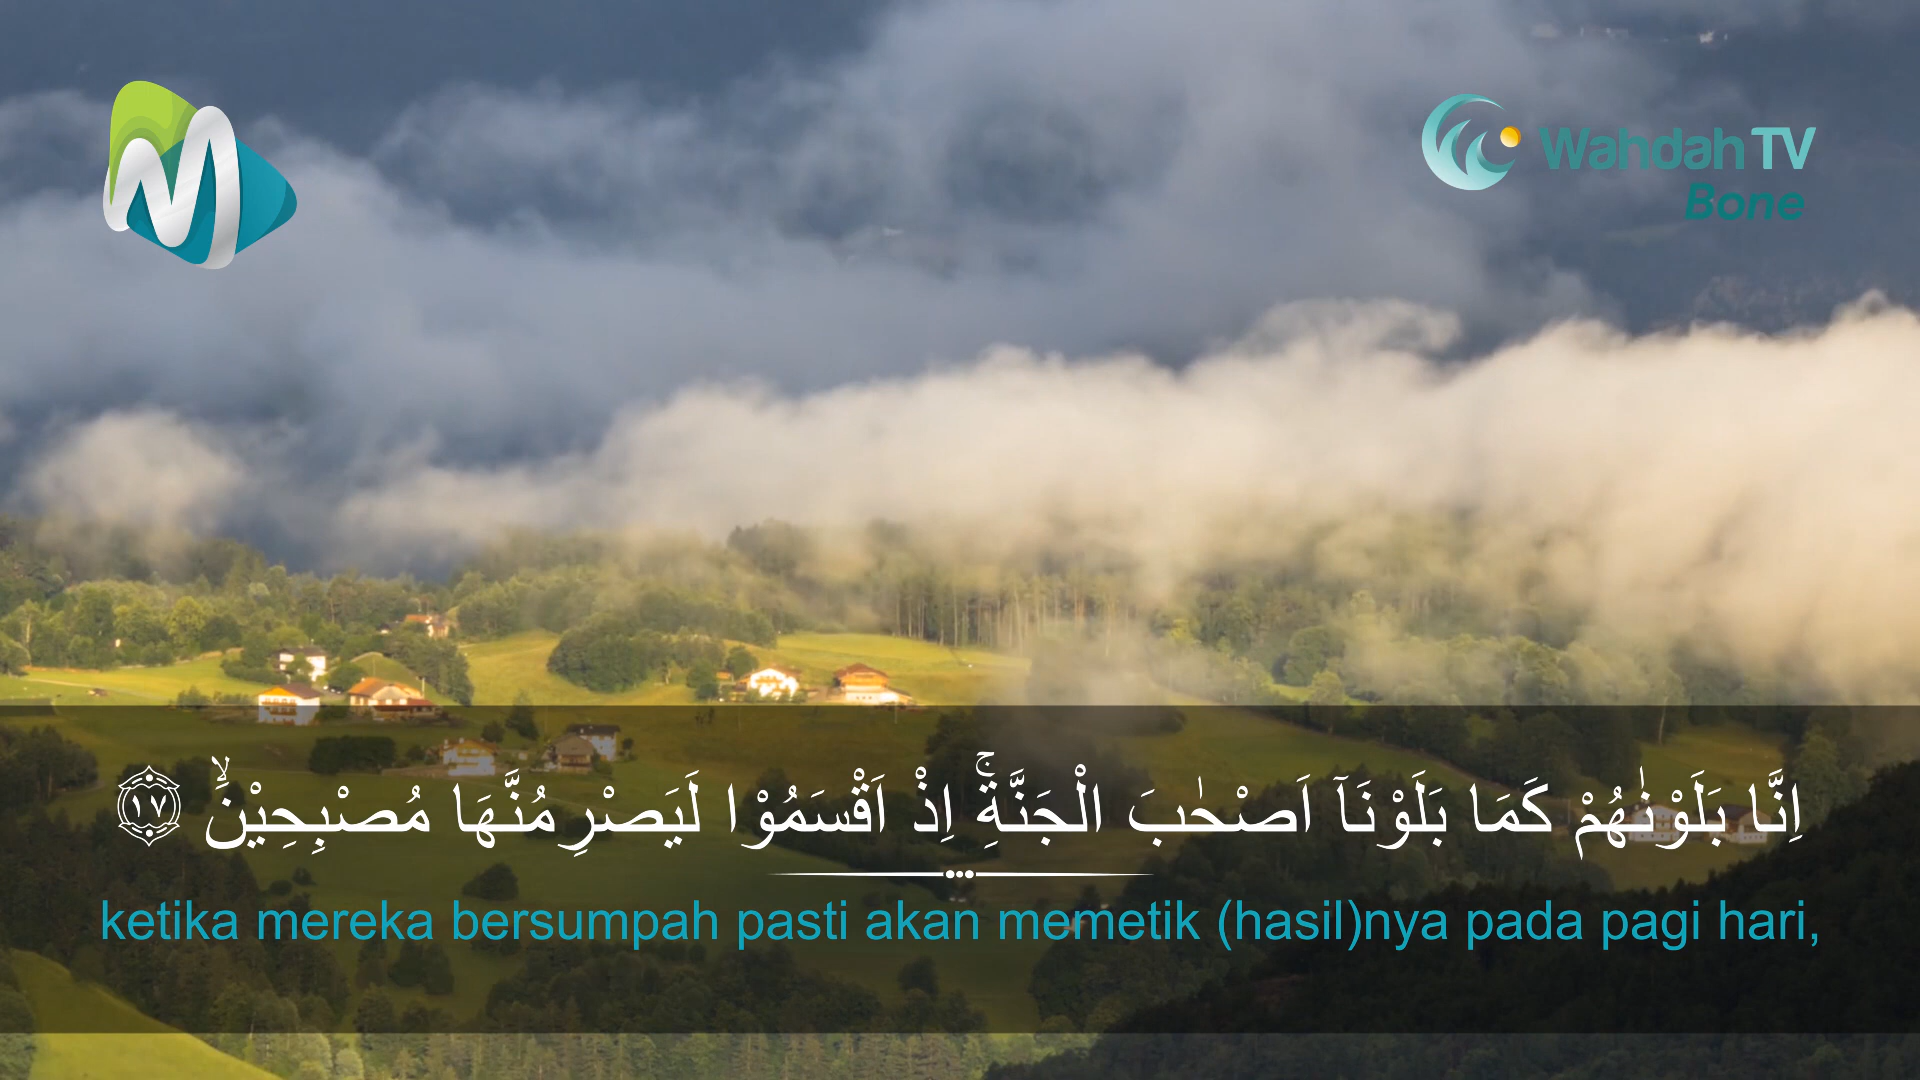 Wahdah TV
Bone
اِنَّا بَلَوْنٰهُمْ كَمَا بَلَوْنَآ اَصْحٰبَ الْجَنَّةِۚ اِذْ اَقْسَمُوْا لَيَصْرِمُنَّهَا مُصْبِحِيْنَۙ ١٧
ketika mereka bersumpah pasti akan memetik (hasil)nya pada pagi hari,